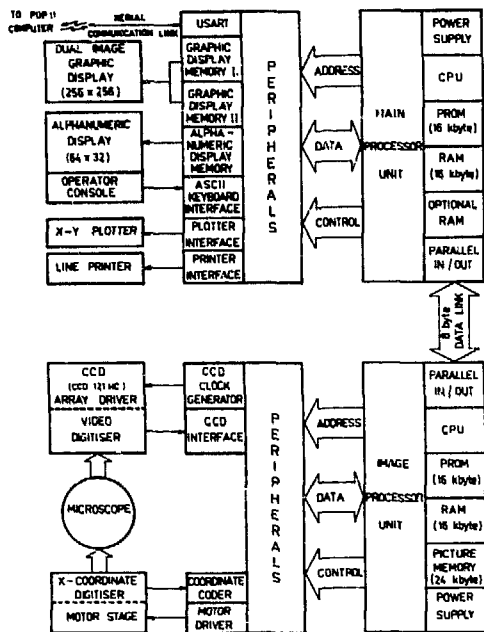 TO PDP 11
COMPUTER
SERIAL
COMMUNICATION LINK
DUAL IMAGE
GRAPHIC
DISPLAY
(256 x 256)
ALPHANUMERIC
DISPLAY
(64 x 32)
OPERATOR
CONSOLE
X-Y PLOTTER
LINE PRINTER
USART
GRAPHIC
DISPLAY
MEMORY I.
GRAPHIC
DISPLAY
MEMORY II
ALPHA-
NUMERIC
DISPLAY
MEMORY
ASCII
KEYBOARD
INTERFACE
PLOTTER
INTERFACE
PRINTER
INTERFACE
PERIPHERALS
ADDRESS
DATA
CONTROL
MAIN
PROCESSOR
UNIT
POWER
SUPPLY
CPU
PROM
(16 kbyte)
RAM
(16 kbyte)
OPTIONAL
RAM
PARALLEL
IN / OUT
8 byte
DATA LINK
CCD
(CCD 121 HC)
ARRAY DRIVER
VIDEO
DIGITISER
MICROSCOPE
X-COORDINATE
DIGITISER
MOTOR STAGE
CCD
CLOCK
GENERATOR
CCD
INTERFACE
COORDINATE
CODER
MOTOR
DRIVER
PERIPHERALS
ADDRESS
DATA
CONTROL
IMAGE
PROCESSOR
UNIT
PARALLEL
IN / OUT
CPU
PROM
(16 kbyte)
RAM
(16 kbyte)
PICTURE
MEMORY
(24 kbyte)
POWER
SUPPLY